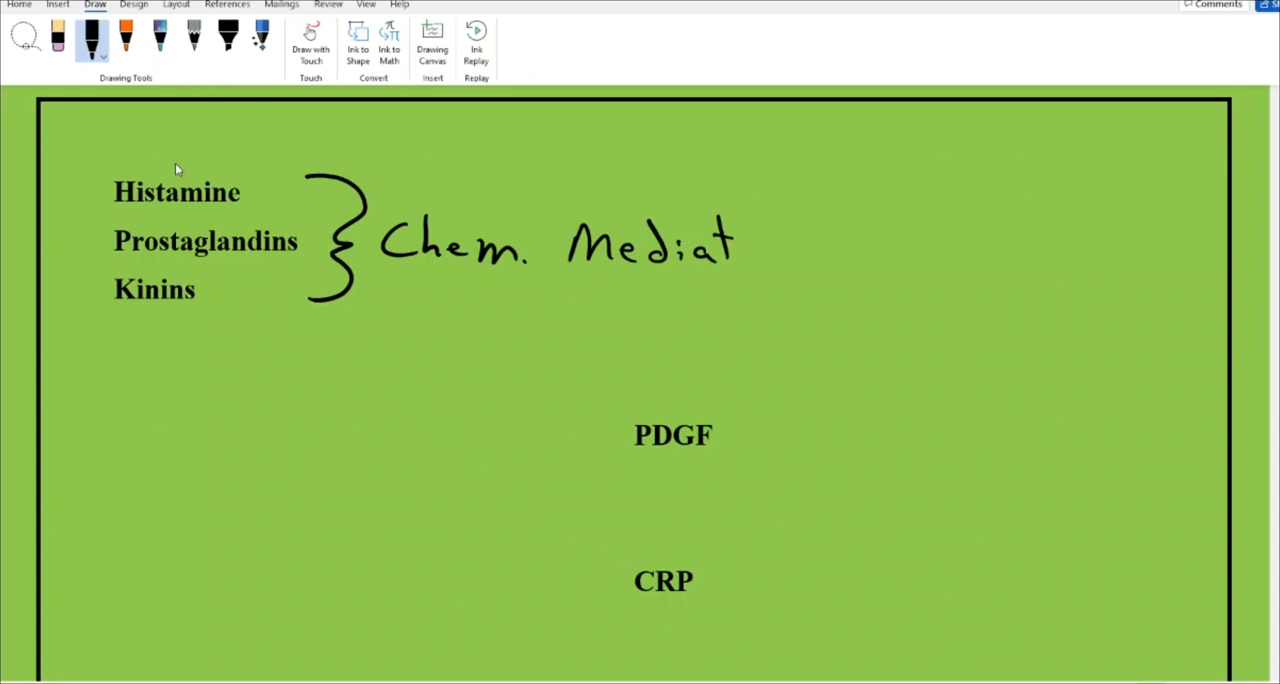 Home Insert Draw Design Layout References Mailings Review View Help Comments
Draw with Touch
Ink to Shape
Ink to Math
Drawing Canvas
Ink Replay
Drawing Tools Touch Convert Insert Replay
Histamine
Prostaglandins
Kinins
Chem. Mediat
PDGF
CRP